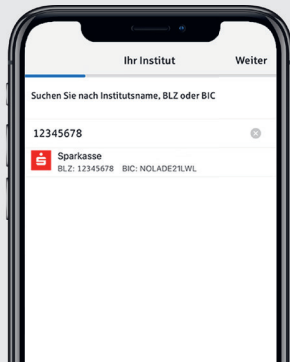 Ihr Institut Weiter
Suchen Sie nach Institutsname, BLZ oder BIC
12345678
Sparkasse
BLZ: 12345678 BIC: NOLADE21LWL